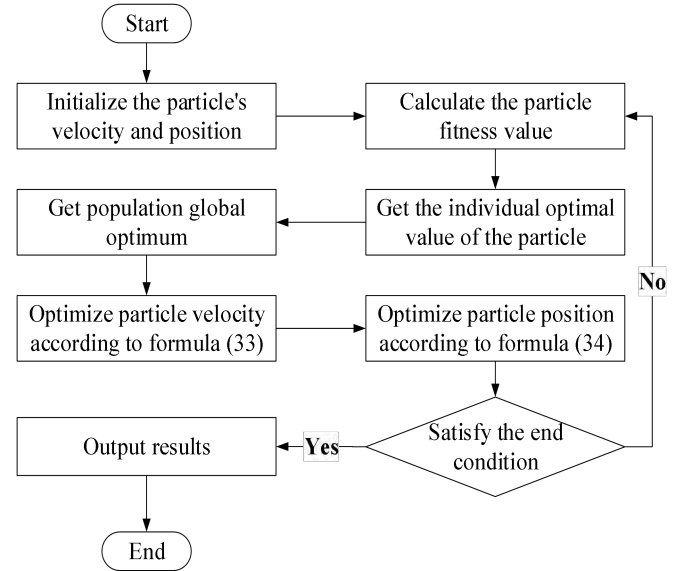 Start
Initialize the particle's
velocity and position
Calculate the particle
fitness value
Get population global
optimum
Get the individual optimal
value of the particle
No
Optimize particle velocity
according to formula (33)
Optimize particle position
according to formula (34)
Output results
Yes
Satisfy the end
condition
End